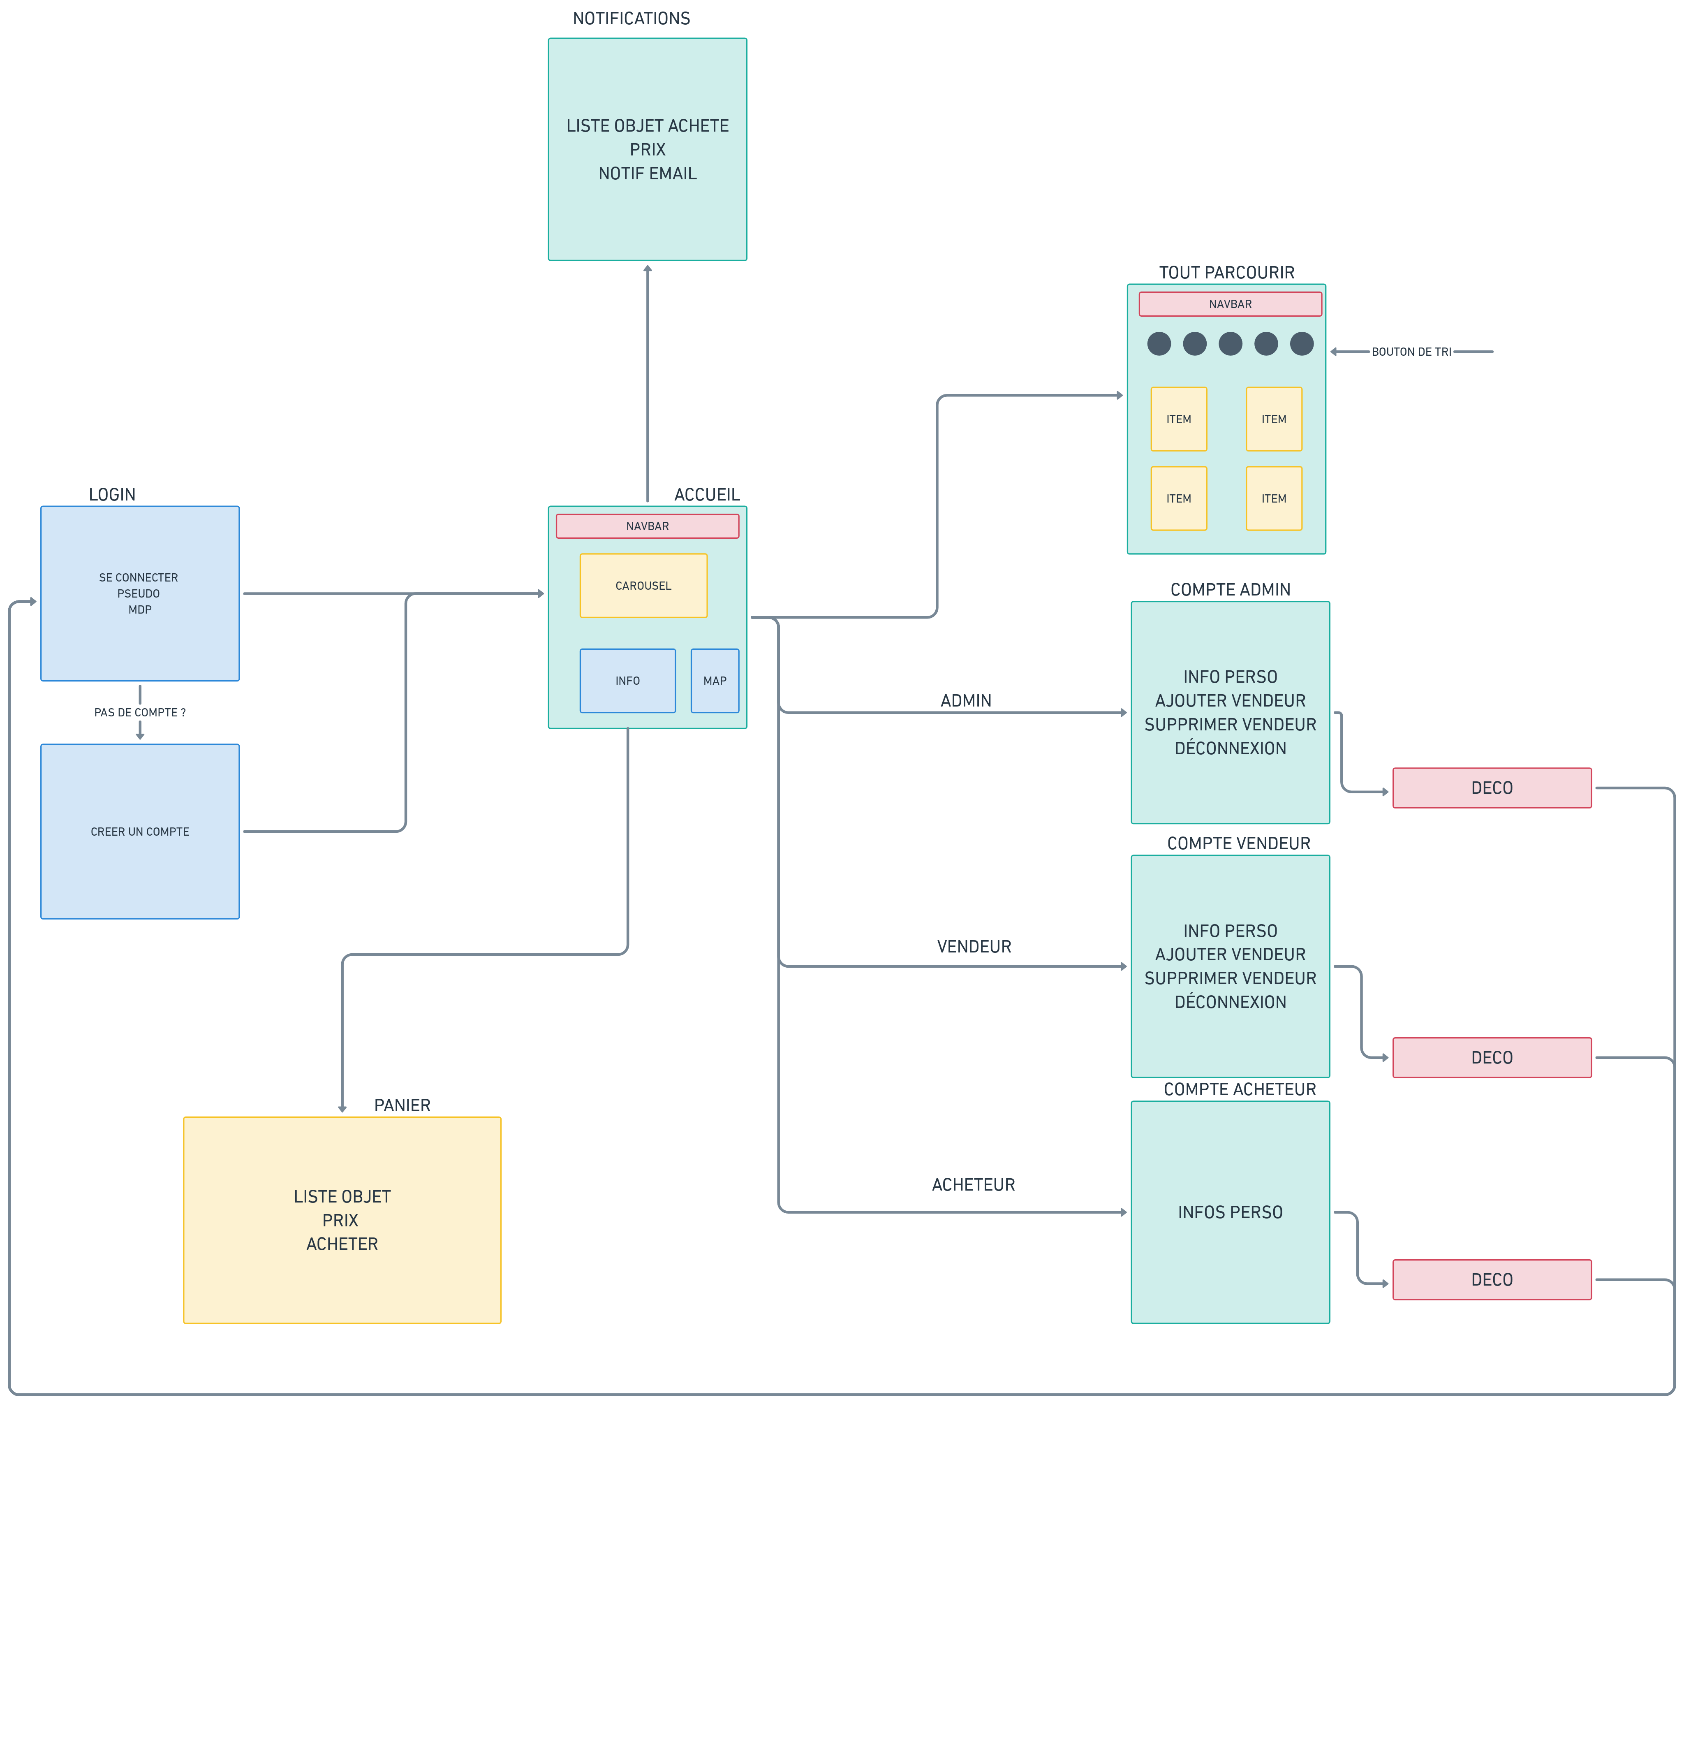 NOTIFICATIONS
LISTE OBJET ACHETE
PRIX
NOTIF EMAIL
TOUT PARCOURIR
NAVBAR
BOUTON DE TRI
ITEM
ITEM
ITEM
ITEM
LOGIN
SE CONNECTER
PSEUDO
MDP
PAS DE COMPTE ?
CREER UN COMPTE
ACCUEIL
NAVBAR
CAROUSEL
INFO
MAP
ADMIN
COMPTE ADMIN
INFO PERSO
AJOUTER VENDEUR
SUPPRIMER VENDEUR
DÉCONNEXION
DECO
VENDEUR
COMPTE VENDEUR
INFO PERSO
AJOUTER VENDEUR
SUPPRIMER VENDEUR
DÉCONNEXION
DECO
ACHETEUR
COMPTE ACHETEUR
INFOS PERSO
DECO
PANIER
LISTE OBJET
PRIX
ACHETER